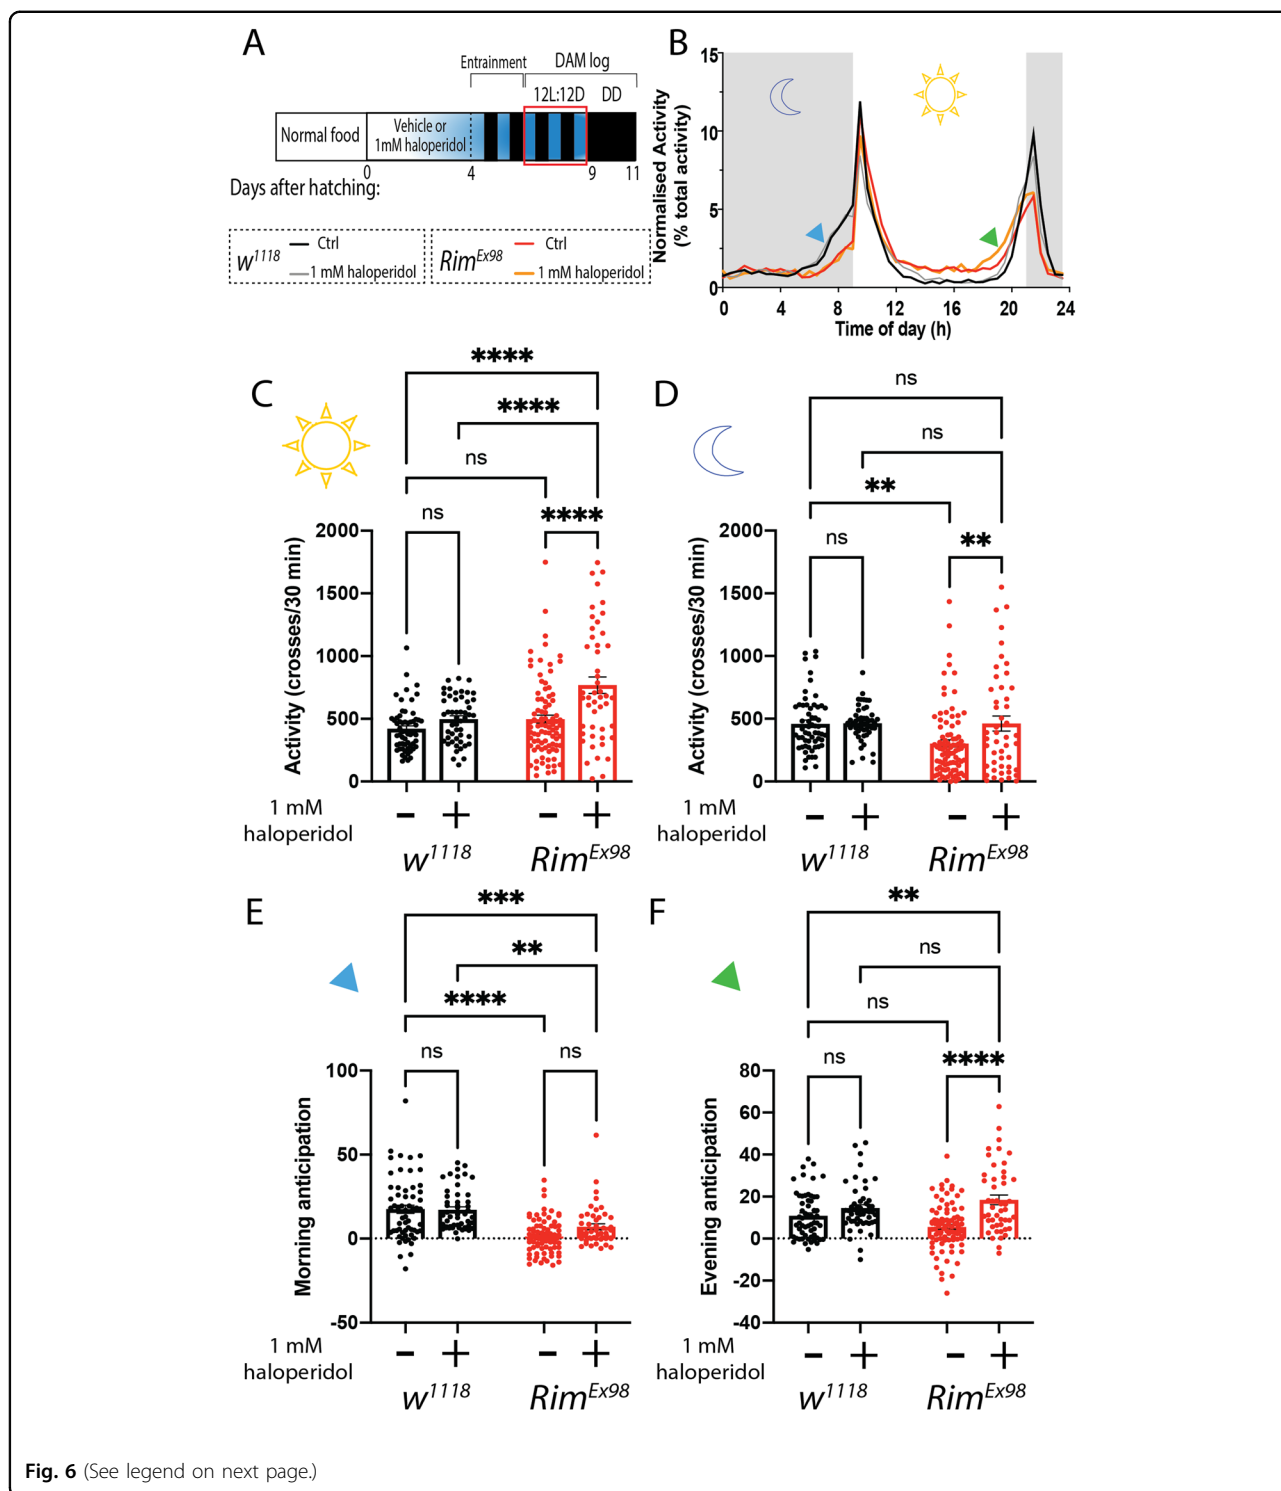 A
Entrainment
DAM log
12L:12D
DD
Normal food
Vehicle or
1mM haloperidol
0
4
9
11
Days after hatching:
w1118
Ctrl
1 mM haloperidol
RimEx98
Ctrl
1 mM haloperidol
B
Normalised Activity
(% total activity)
15
10
5
0
0 4 8 12 16 20 24
Time of day (h)
C
****
****
ns
ns
****
Activity (crosses/30 min)
2000
1500
1000
500
0
1 mM
haloperidol
− + − +
w1118 RimEx98
D
ns
ns
**
ns
**
Activity (crosses/30 min)
2000
1500
1000
500
0
1 mM
haloperidol
− + − +
w1118 RimEx98
E
***
**
****
ns
ns
Morning anticipation
100
50
0
-50
1 mM
haloperidol
− + − +
w1118 RimEx98
F
**
ns
ns
ns
****
Evening anticipation
80
60
40
20
0
-20
-40
1 mM
haloperidol
− + − +
w1118 RimEx98
Fig. 6 (See legend on next page.)